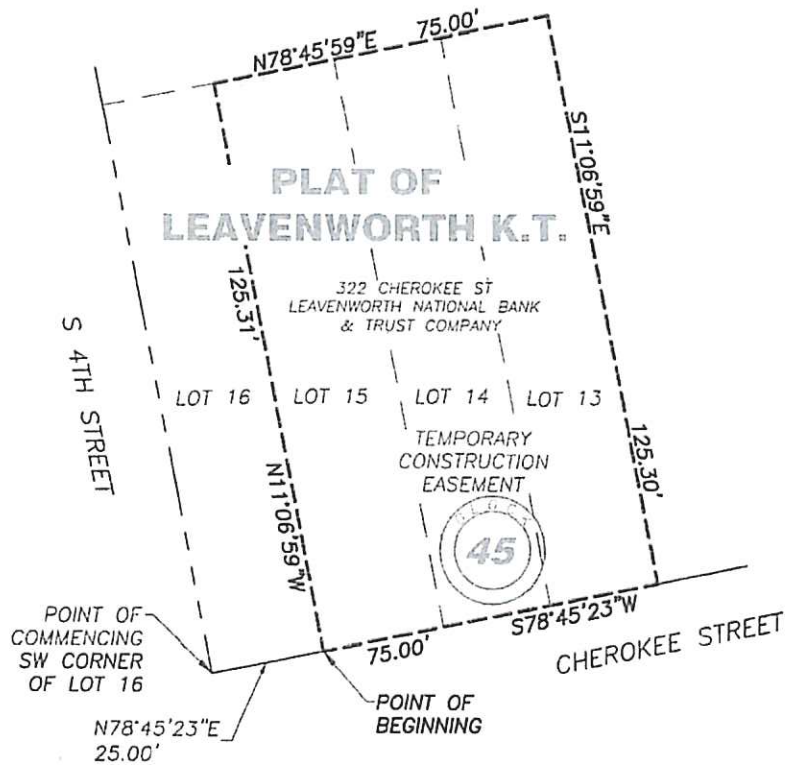 N78°45'59"E
75.00'
S11°06'59"E
PLAT OF
LEAVENWORTH K.T.
125.31'
322 CHEROKEE ST
LEAVENWORTH NATIONAL BANK
& TRUST COMPANY
S 4TH STREET
LOT 16
LOT 15
LOT 14
LOT 13
TEMPORARY
CONSTRUCTION
EASEMENT
125.30'
N11°06'59"W
BLOCK
45
S78°45'23"W
75.00'
CHEROKEE STREET
POINT OF
COMMENCING
SW CORNER
OF LOT 16
POINT OF
BEGINNING
N78°45'23"E
25.00'